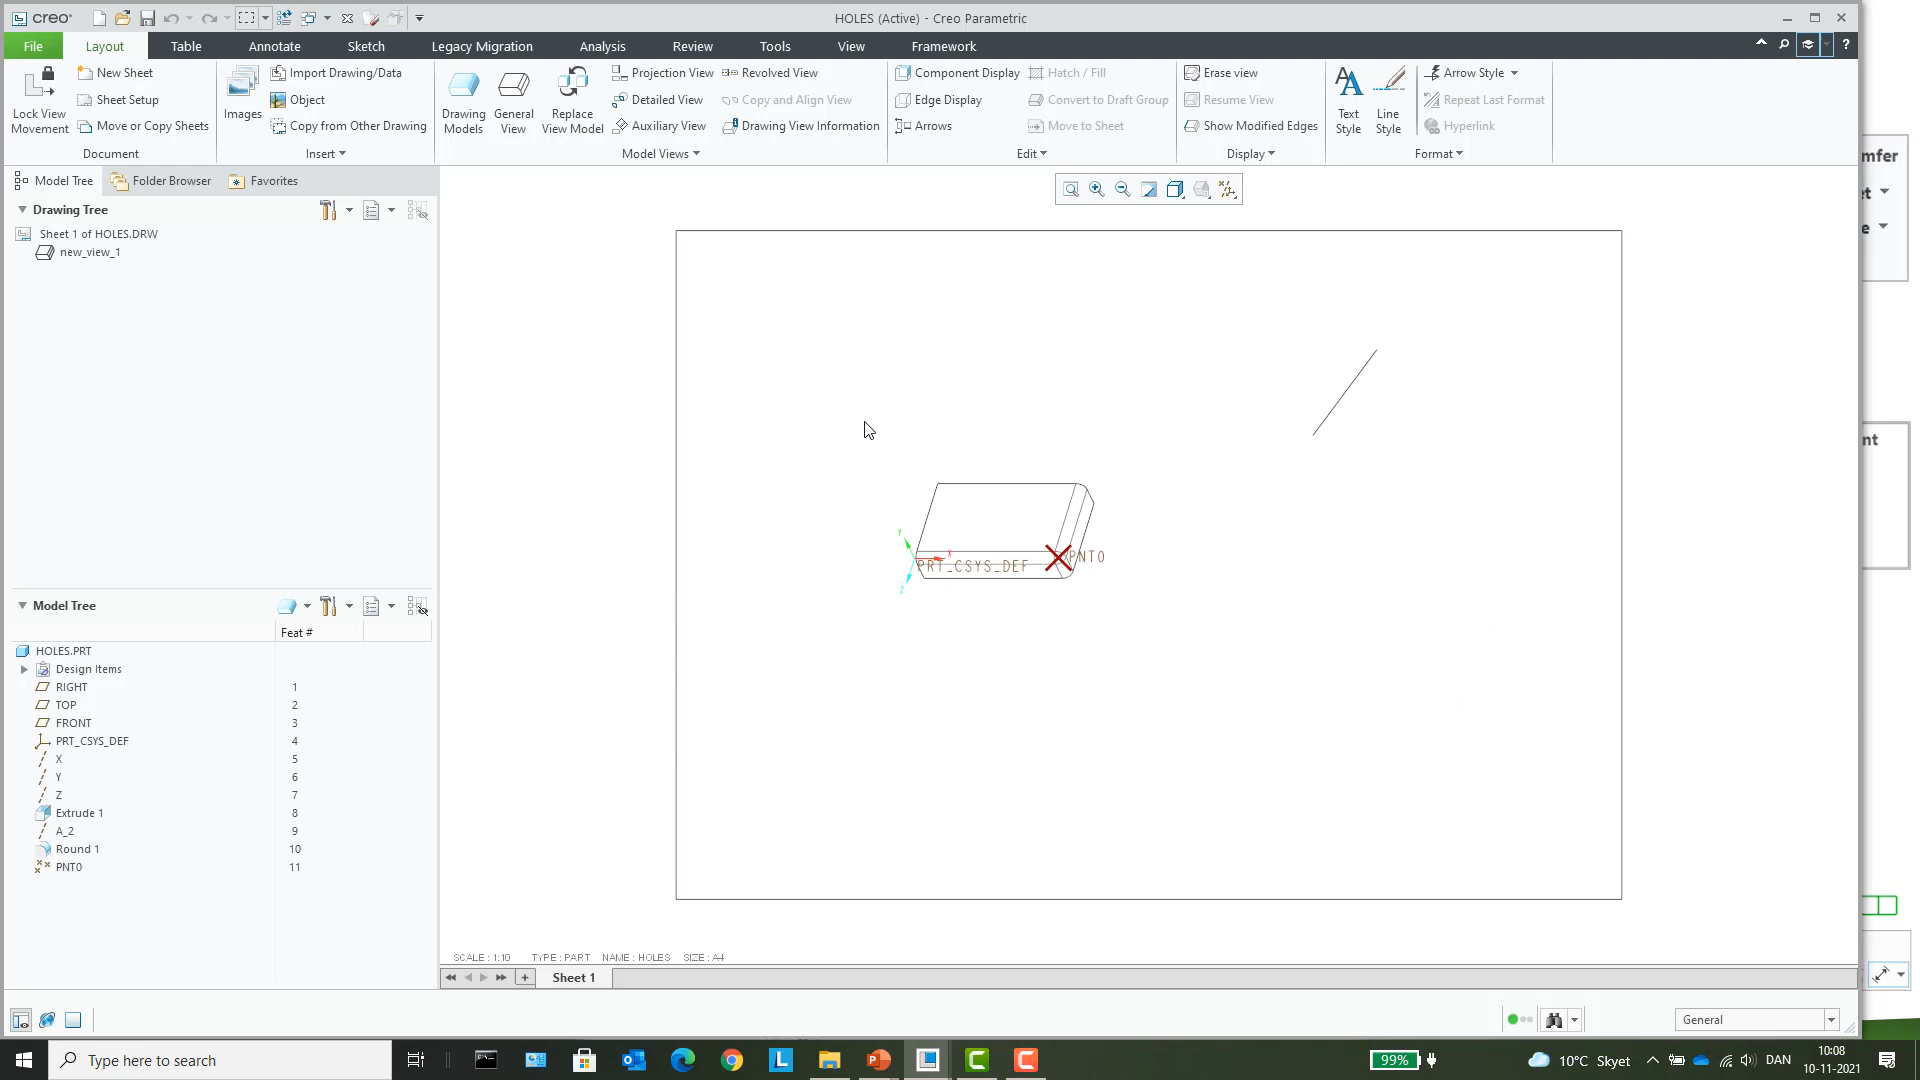 creo
HOLES (Active) - Creo Parametric
File
Layout
Table
Annotate
Sketch
Legacy Migration
Analysis
Review
Tools
View
Framework
Lock View
Movement
New Sheet
Sheet Setup
Move or Copy Sheets
Document
Images
Import Drawing/Data
Object
Copy from Other Drawing
Insert
Drawing
Models
General
View
Replace
View Model
Projection View
Detailed View
Auxiliary View
Revolved View
Copy and Align View
Drawing View Information
Model Views
Component Display
Edge Display
Arrows
Hatch / Fill
Convert to Draft Group
Move to Sheet
Edit
Erase view
Resume View
Show Modified Edges
Display
Text
Style
Line
Style
Arrow Style
Repeat Last Format
Hyperlink
Format
mfer
et
e
nt
Model Tree
Folder Browser
Favorites
Drawing Tree
Sheet 1 of HOLES.DRW
new_view_1
Model Tree
Feat #
HOLES.PRT
Design Items
RIGHT 1
TOP 2
FRONT 3
PRT_CSYS_DEF 4
X 5
Y 6
Z 7
Extrude 1 8
A_2 9
Round 1 10
PNT0 11
Y
X
Z
PRT_CSYS_DEF
PNT0
SCALE : 1:10 TYPE : PART NAME : HOLES SIZE : A4
Sheet 1
General
Type here to search
99%
10°C Skyet
DAN
10:08
10-11-2021